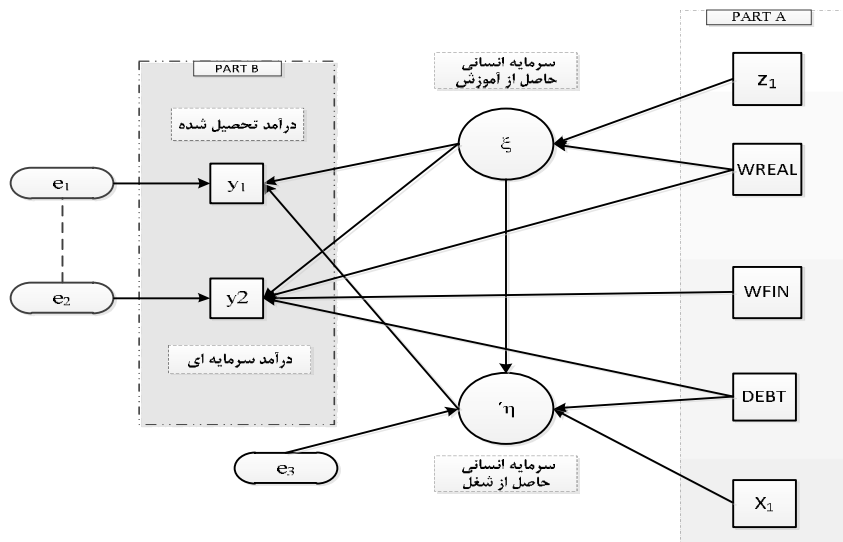 PART A
PART B
سرمایه انسانی
حاصل از آموزش
z1
درآمد تحصیل شده
ξ
WREAL
e1
y1
e2
y2
WFIN
درآمد سرمایه ای
DEBT
ή
e3
سرمایه انسانی
حاصل از شغل
X1